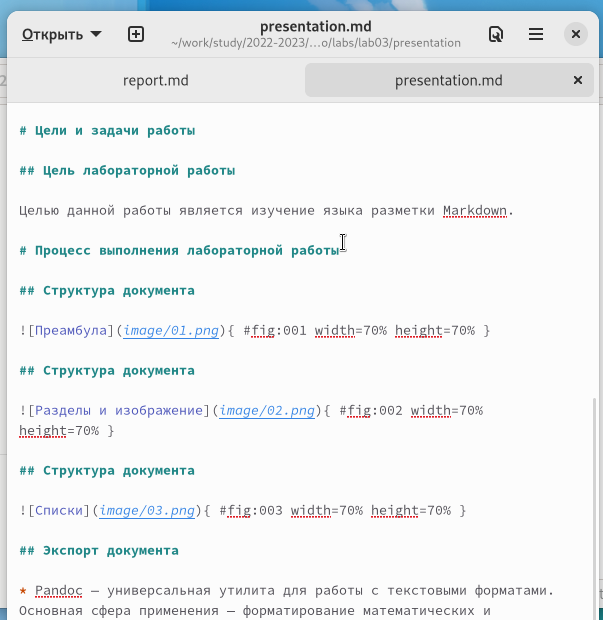 Открыть
presentation.md
~/work/study/2022-2023/…o/labs/lab03/presentation
report.md
presentation.md
# Цели и задачи работы
## Цель лабораторной работы
Целью данной работы является изучение языка разметки Markdown.
# Процесс выполнения лабораторной работы
## Структура документа
![Преамбула](image/01.png){ #fig:001 width=70% height=70% }
## Структура документа
![Разделы и изображение](image/02.png){ #fig:002 width=70%
height=70% }
## Структура документа
![Списки](image/03.png){ #fig:003 width=70% height=70% }
## Экспорт документа
* Pandoc — универсальная утилита для работы с текстовыми форматами.
Основная сфера применения — форматирование математических и